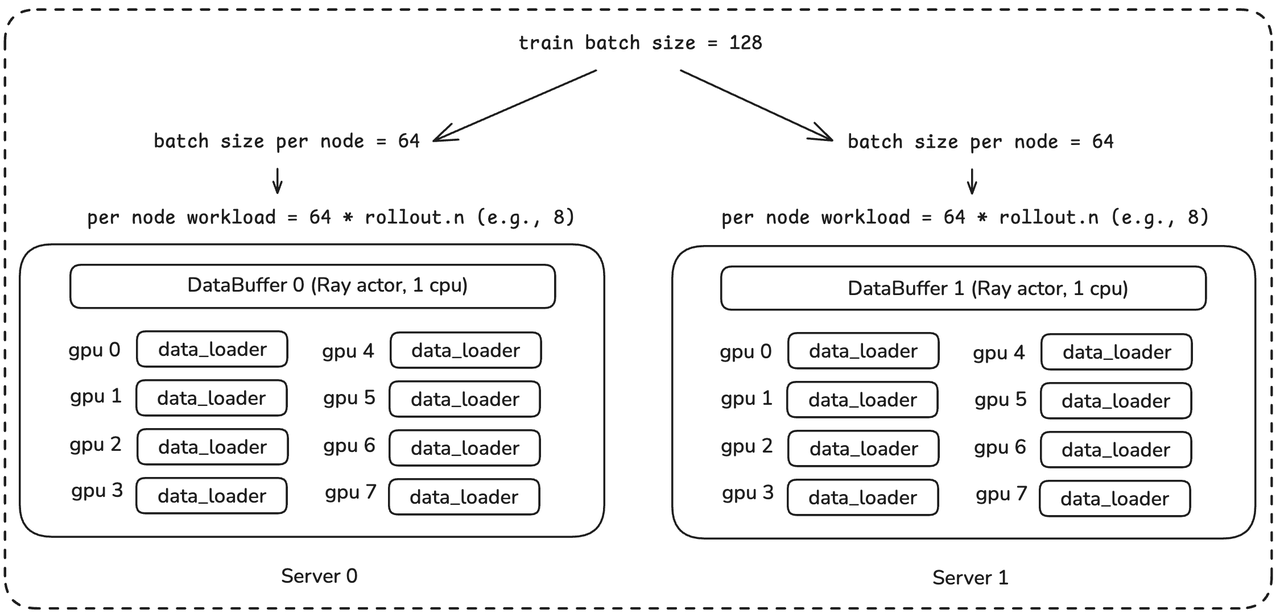 train batch size = 128
batch size per node = 64
batch size per node = 64
per node workload = 64 * rollout.n (e.g., 8)
per node workload = 64 * rollout.n (e.g., 8)
DataBuffer 0 (Ray actor, 1 cpu)
gpu 0 data_loader gpu 4 data_loader
gpu 1 data_loader gpu 5 data_loader
gpu 2 data_loader gpu 6 data_loader
gpu 3 data_loader gpu 7 data_loader
Server 0
DataBuffer 1 (Ray actor, 1 cpu)
gpu 0 data_loader gpu 4 data_loader
gpu 1 data_loader gpu 5 data_loader
gpu 2 data_loader gpu 6 data_loader
gpu 3 data_loader gpu 7 data_loader
Server 1